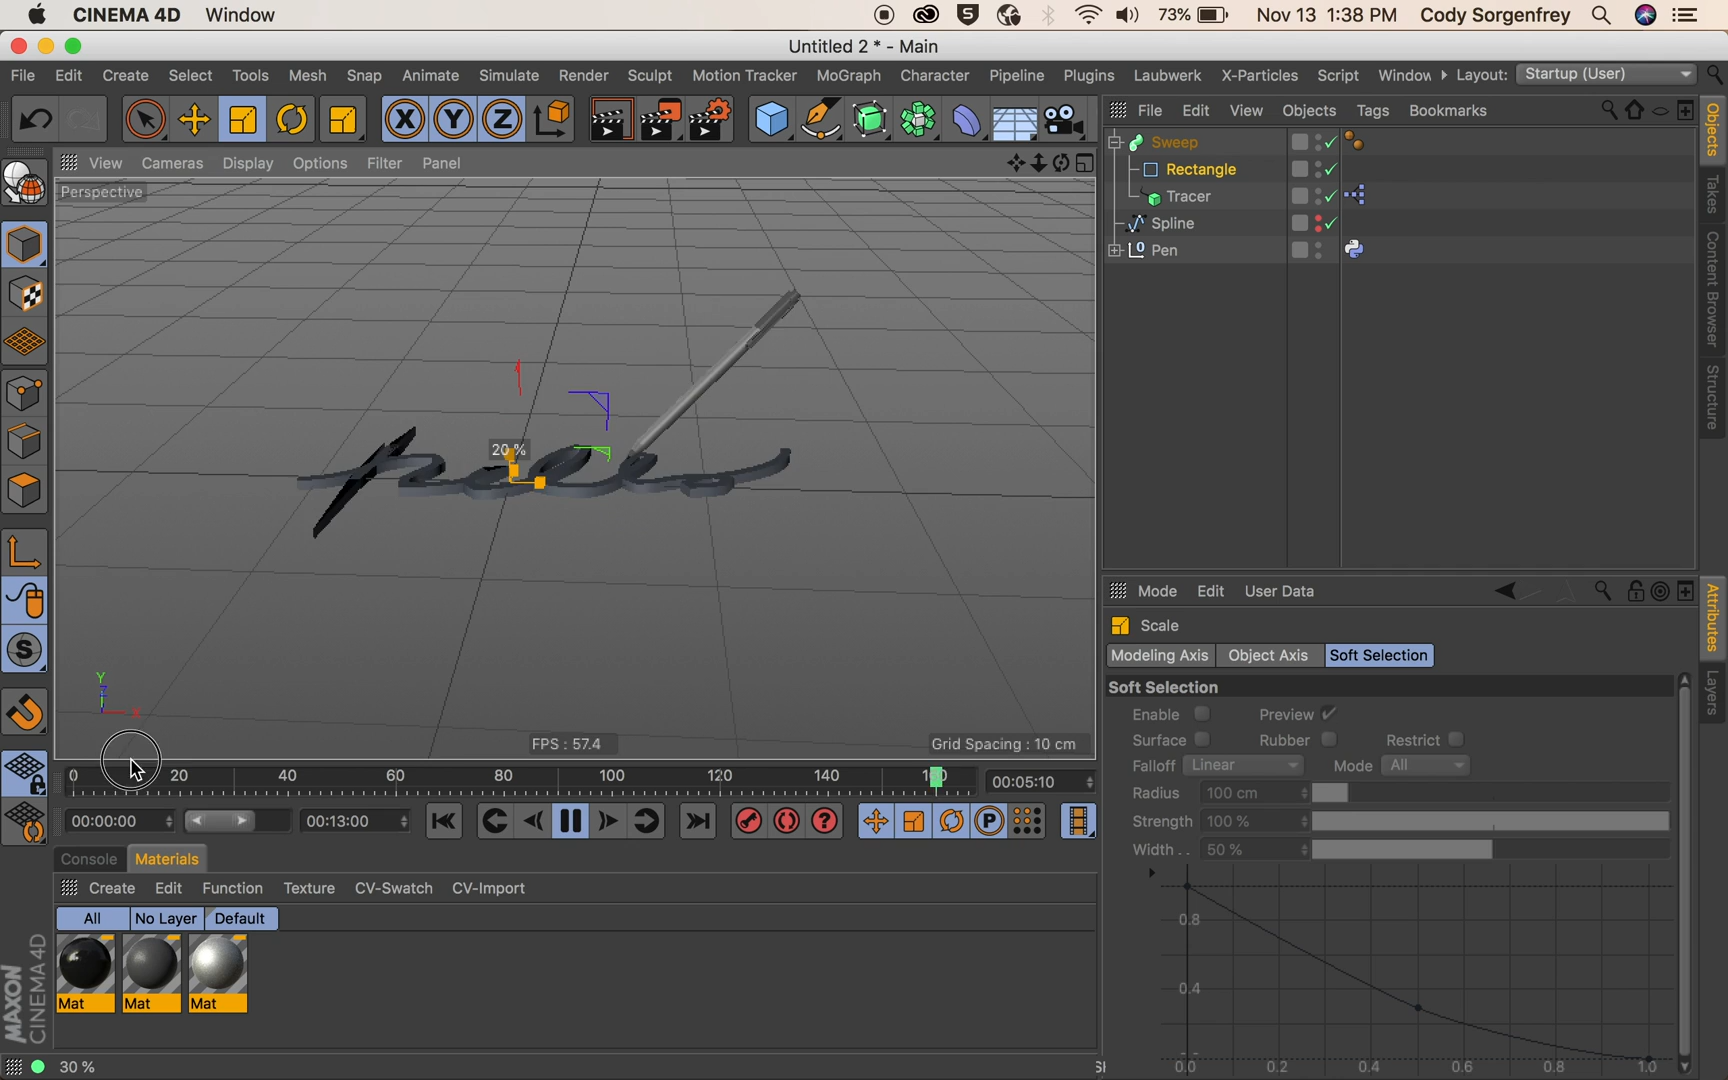 CINEMA 4D Window 73% Nov 13 1:38 PM Cody Sorgenfrey
Untitled 2 * - Main
File Edit Create Select Tools Mesh Snap Animate Simulate Render Sculpt Motion Tracker MoGraph Character Pipeline Plugins Laubwerk X-Particles Script Window Layout: Startup (User)
X Y Z
File Edit View Objects Tags Bookmarks
View Cameras Display Options Filter Panel
Perspective
Sweep
Rectangle
Tracer
Spline
Pen
Objects
Takes
Content Browser
Structure
20 %
hello
Y
Z
X
FPS : 57.4
Grid Spacing : 10 cm
0 20 40 60 80 100 120 140 00:05:10
00:00:00 00:13:00
Console Materials
Create Edit Function Texture CV-Swatch CV-Import
All No Layer Default
Mat Mat Mat
MAXON
CINEMA 4D
30 %
Mode Edit User Data
Scale
Modeling Axis Object Axis Soft Selection
Soft Selection
Enable Preview
Surface Rubber Restrict
Falloff Linear Mode All
Radius 100 cm
Strength 100 %
Width . . 50 %
0.8
0.4
0.0 0.2 0.4 0.6 0.8 1.0
Attributes
Layers